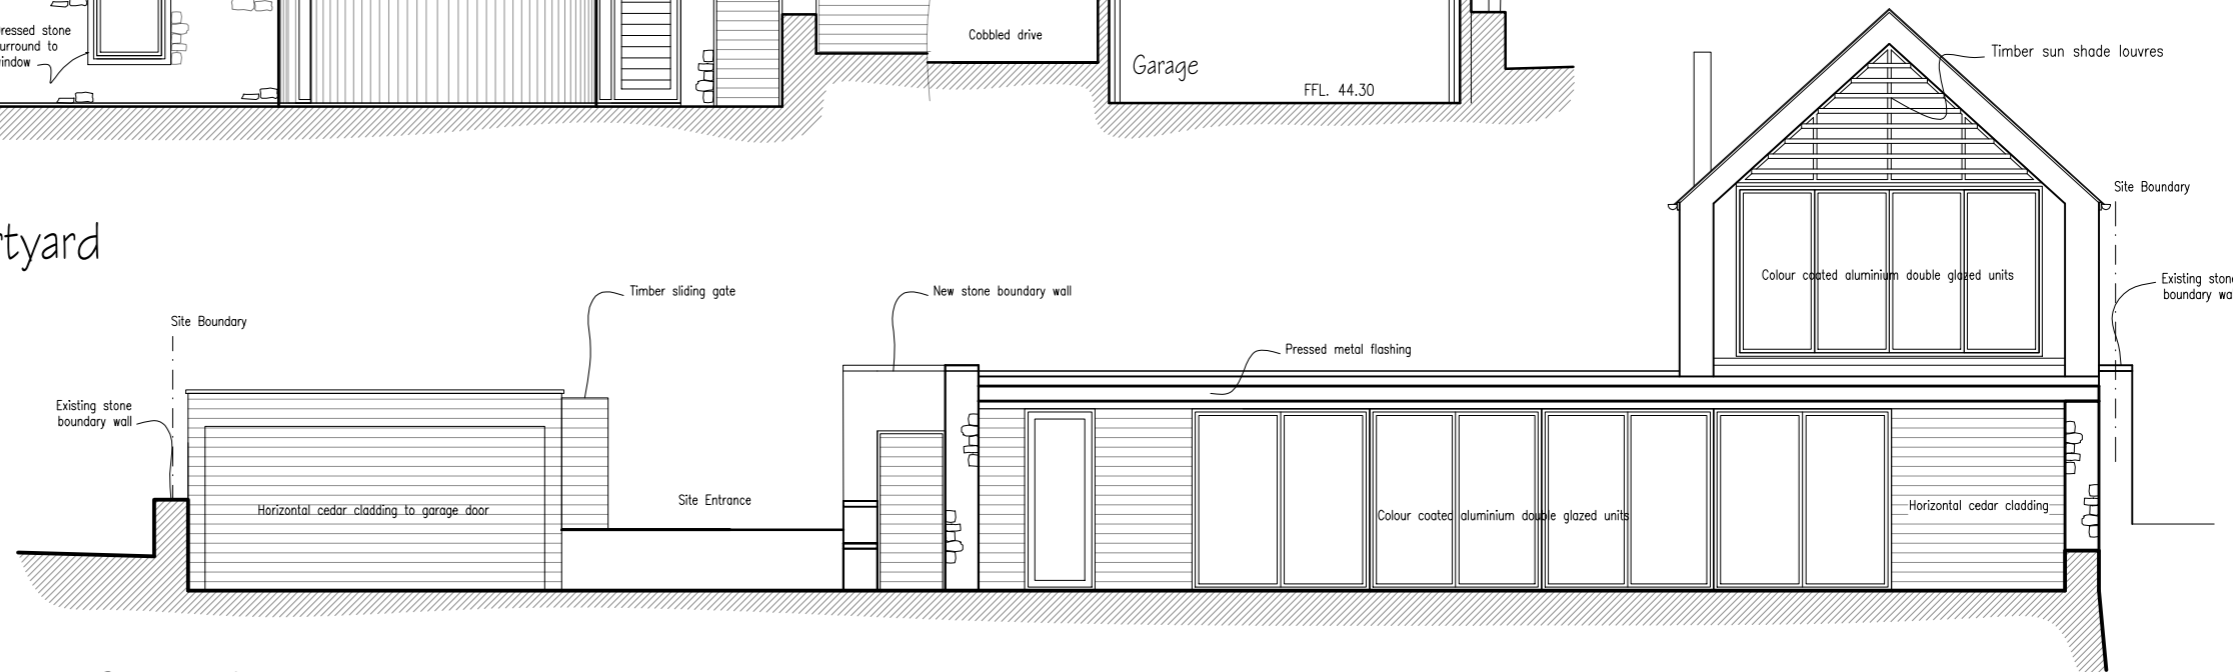 ressed stone
urround to
indow
Cobbled drive
Garage
FFL. 44.30
Timber sun shade louvres
Site Boundary
rtyard
Colour coated aluminium double glazed units
Existing stone
boundary wa
Timber sliding gate
New stone boundary wall
Site Boundary
Pressed metal flashing
Existing stone
boundary wall
Site Entrance
Horizontal cedar cladding to garage door
Colour coated aluminium double glazed units
Horizontal cedar cladding